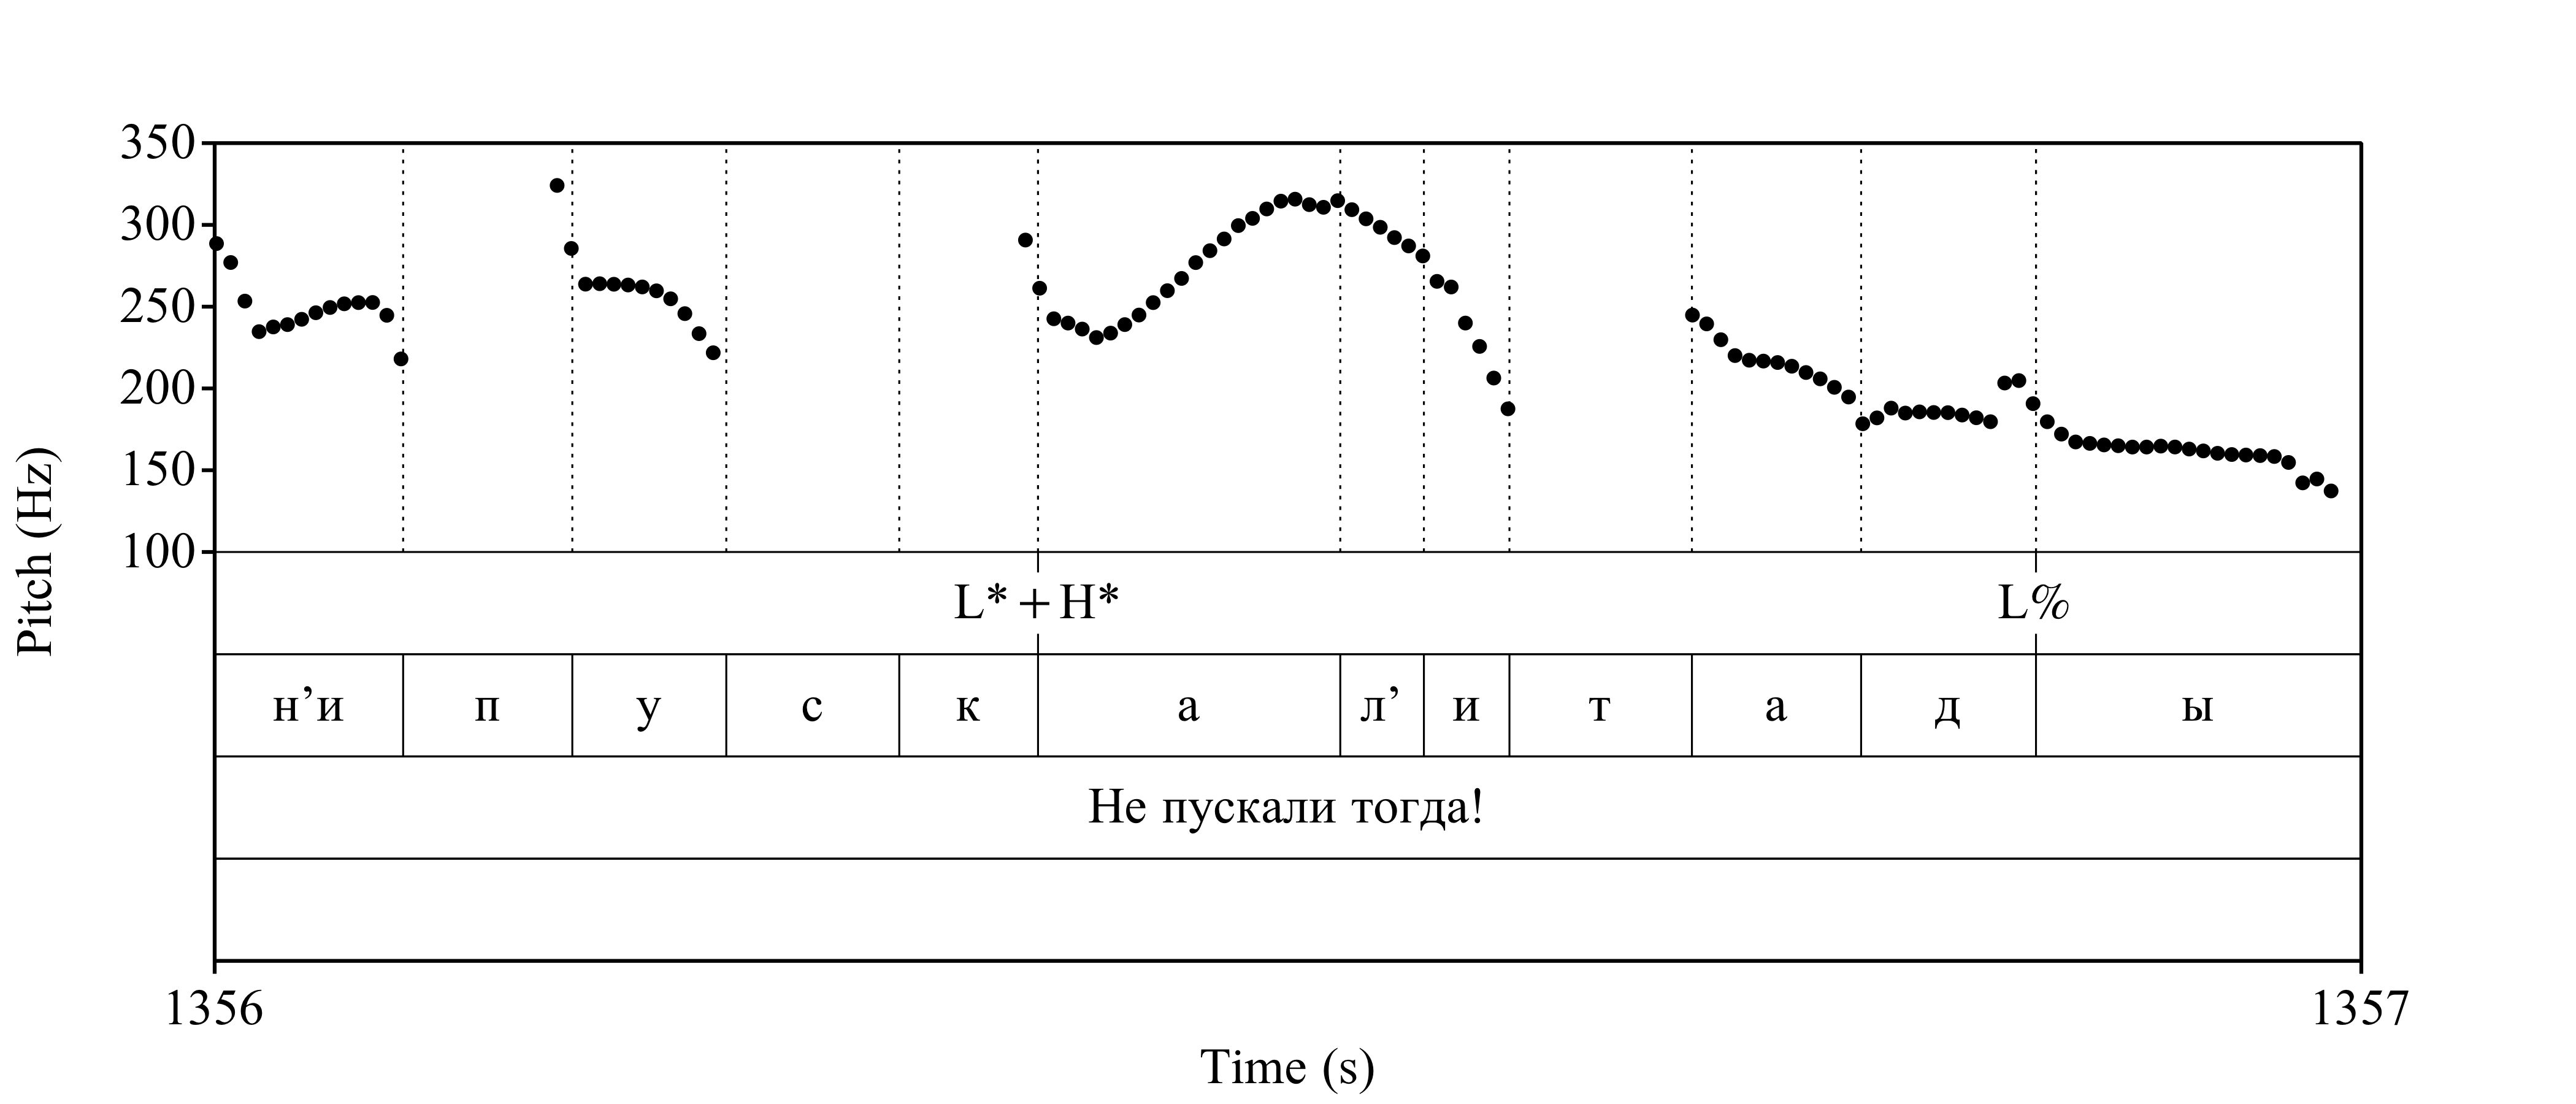 Pitch (Hz)
350
300
250
200
150
100
L*+H* L%
н’и п у с к а л’ и т а д ы
Не пускали тогда!
1356 1357
Time (s)